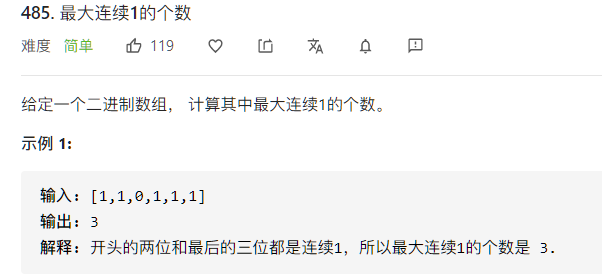 485. 最大连续1的个数
难度 简单 119
给定一个二进制数组， 计算其中最大连续1的个数。
示例 1:
输入: [1,1,0,1,1,1]
输出: 3
解释: 开头的两位和最后的三位都是连续1，所以最大连续1的个数是 3.